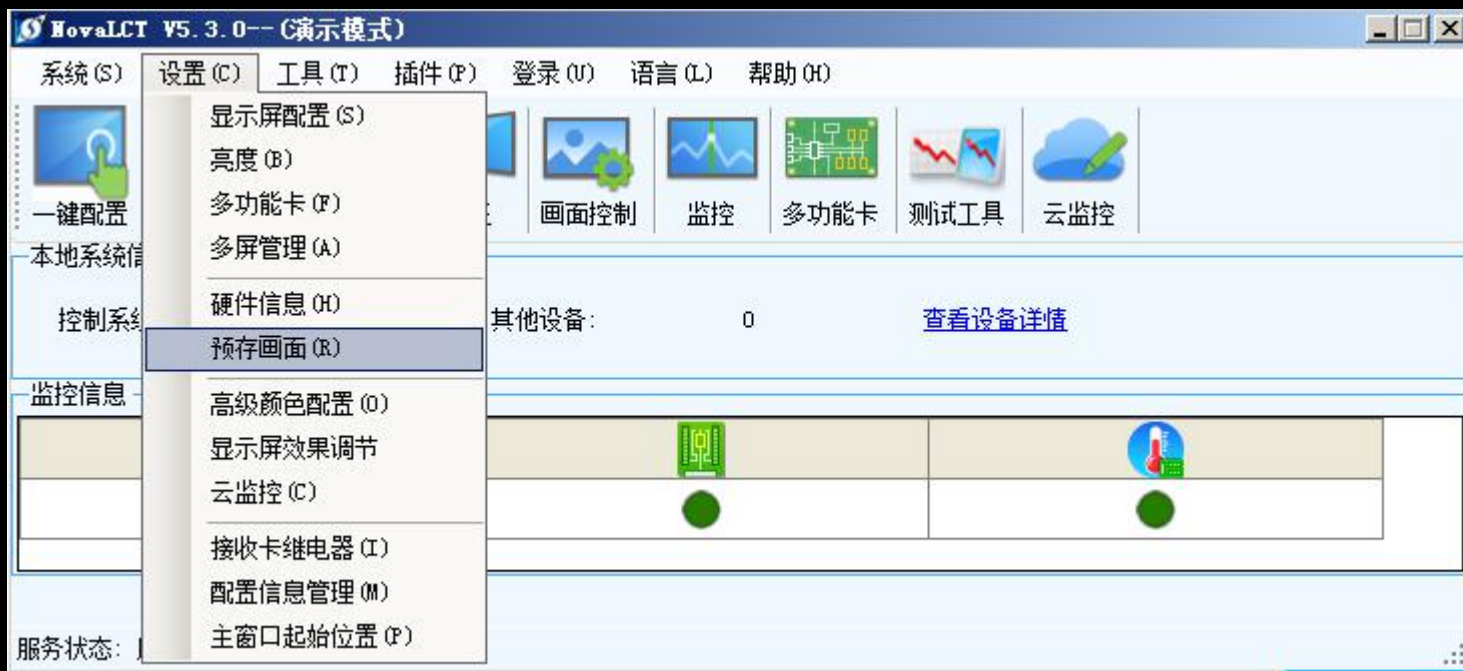 NovaLCT V5.3.0--(演示模式)
系统(S) 设置(C) 工具(T) 插件(P) 登录(U) 语言(L) 帮助(H)
显示屏配置(S)
亮度(B)
多功能卡(F)
多屏管理(A)
硬件信息(H)
预存画面(R)
高级颜色配置(O)
显示屏效果调节
云监控(C)
接收卡继电器(I)
配置信息管理(M)
主窗口起始位置(P)
一键配置 画面控制 监控 多功能卡 测试工具 云监控
本地系统信
控制系统 其他设备: 0 查看设备详情
监控信息
服务状态: